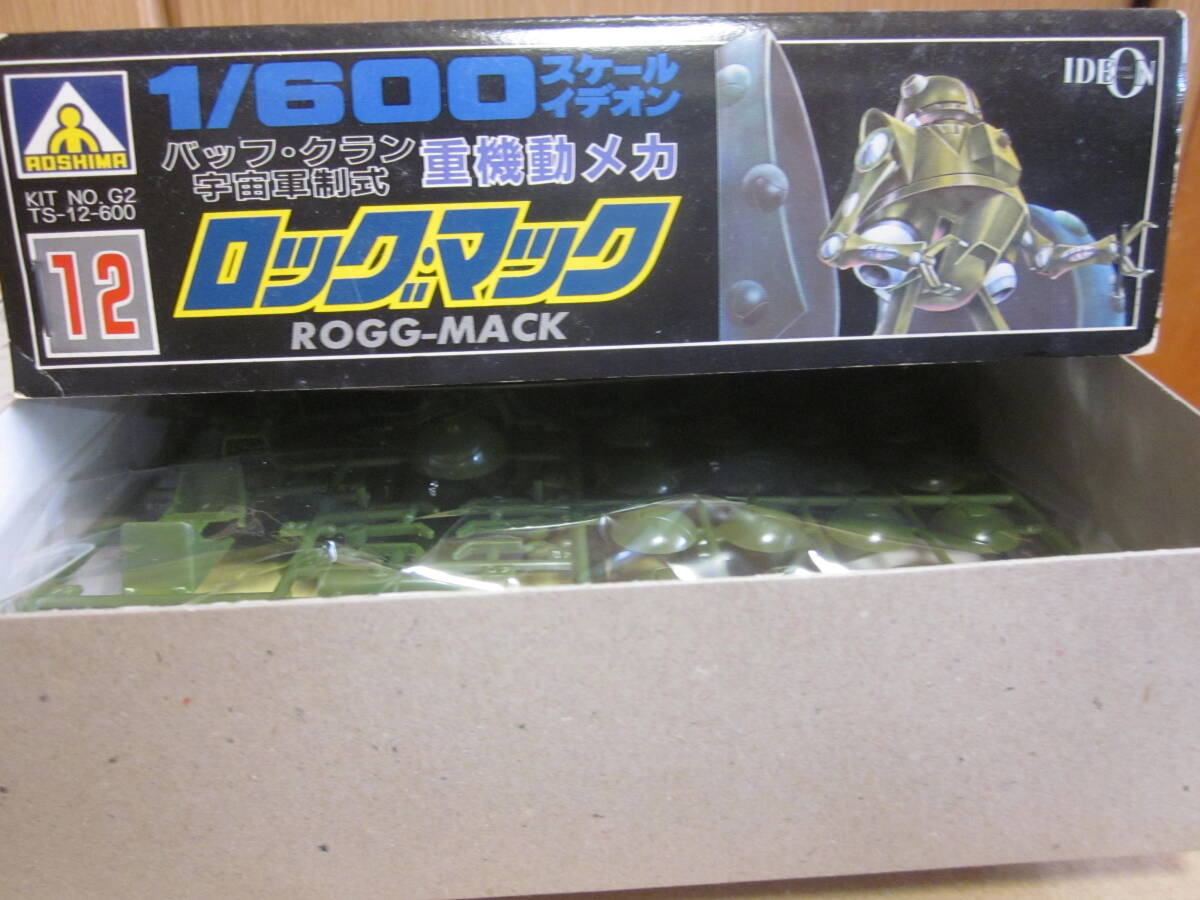 AOSHIMA
KIT NO. G2
TS-12-600
12
1/600
スケール
イデオン
バッフ・クラン
宇宙軍制式
重機動メカ
ロッグ・マック
ROGG-MACK
IDEON